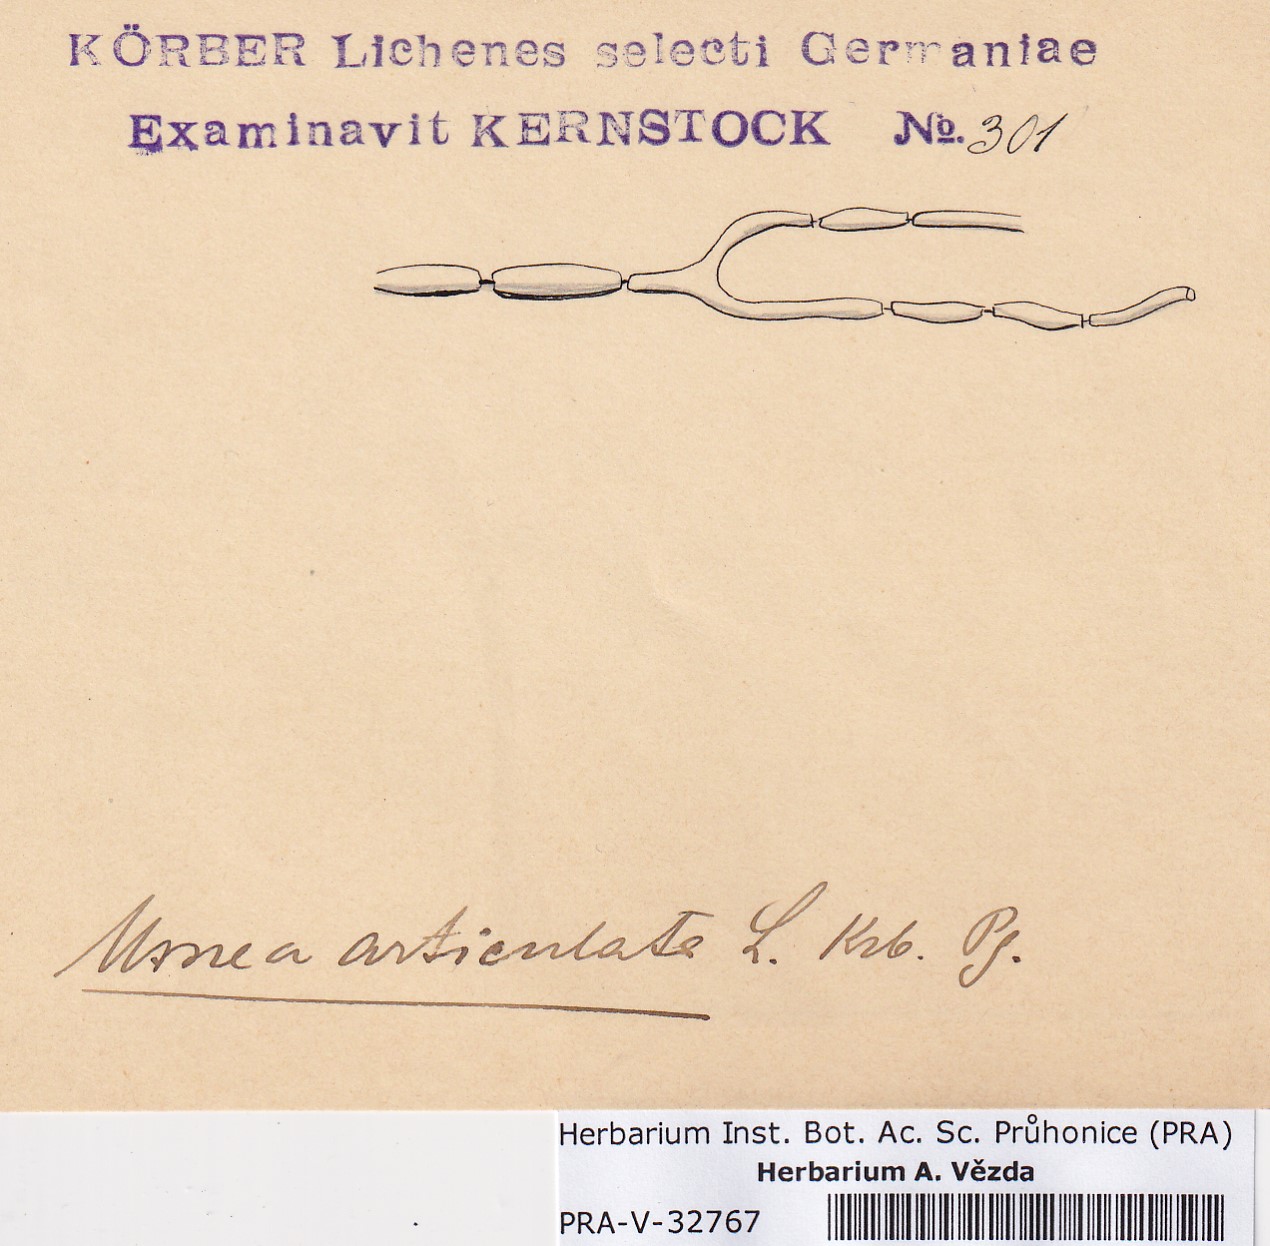 KÖRBER Lichenes selecti Germaniae
Examinavit KERNSTOCK No. 301
Usnea articulata L. Krb. Pg.
Herbarium Inst. Bot. Ac. Sc. Průhonice (PRA)
Herbarium A. Vězda
PRA-V-32767